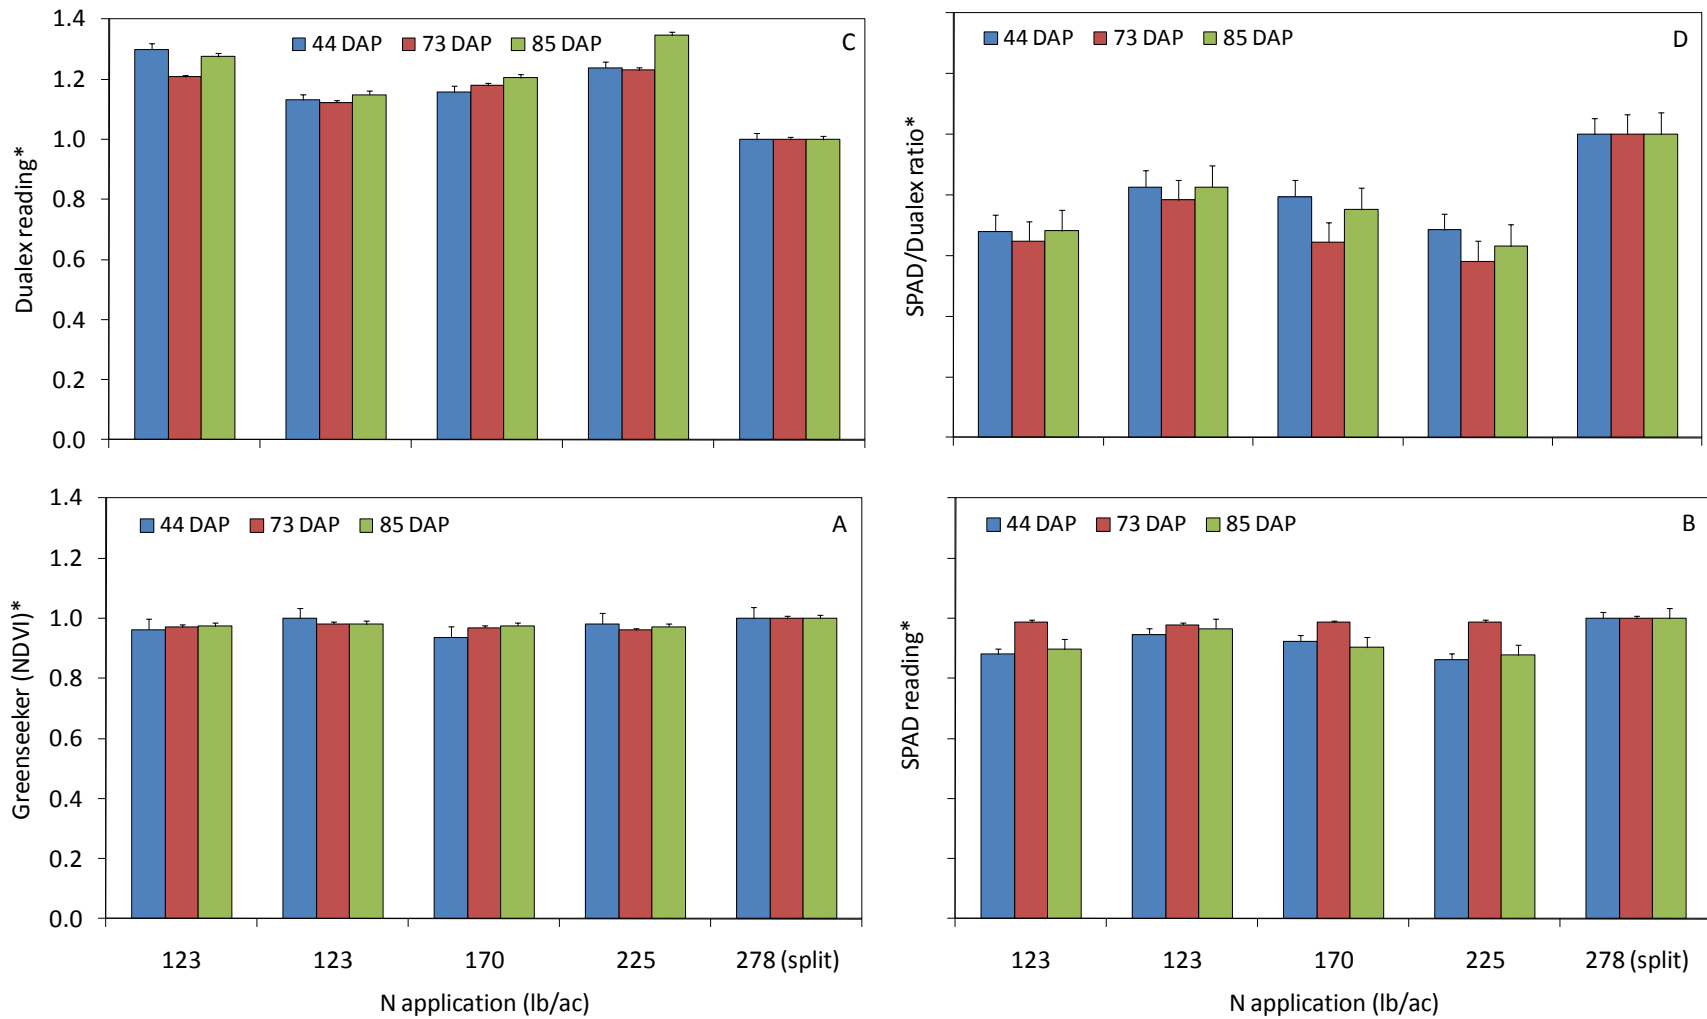 1.4
1.2
1.0
0.8
0.6
0.4
0.2
0.0
Dualex reading*
44 DAP 73 DAP 85 DAP
C
SPAD/Dualex ratio*
44 DAP 73 DAP 85 DAP
D
1.4
1.2
1.0
0.8
0.6
0.4
0.2
0.0
Greenseeker (NDVI)*
44 DAP 73 DAP 85 DAP
A
123 123 170 225 278 (split)
N application (lb/ac)
SPAD reading*
44 DAP 73 DAP 85 DAP
B
123 123 170 225 278 (split)
N application (lb/ac)